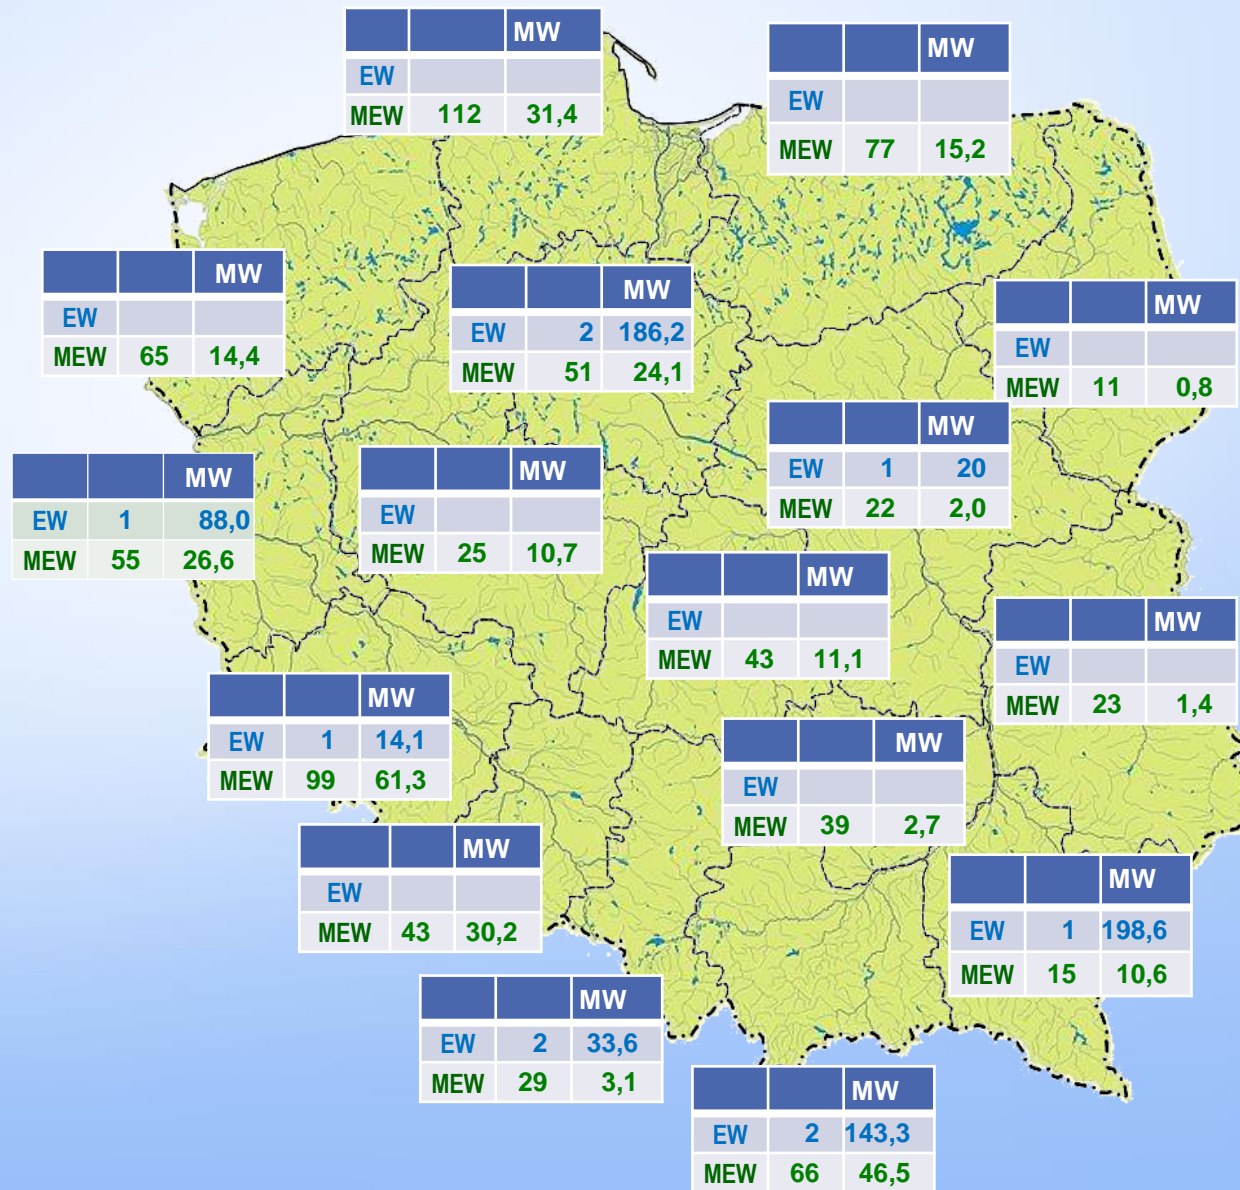 MW
EW
MEW 112 31,4
MW
EW
MEW 77 15,2
MW
EW
MEW 65 14,4
MW
EW 2 186,2
MEW 51 24,1
MW
EW
MEW 11 0,8
MW
EW 1 20
MEW 22 2,0
MW
EW 1 88,0
MEW 55 26,6
MW
EW
MEW 25 10,7
MW
EW
MEW 43 11,1
MW
EW
MEW 23 1,4
MW
EW 1 14,1
MEW 99 61,3
MW
EW
MEW 39 2,7
MW
EW
MEW 43 30,2
MW
EW 1 198,6
MEW 15 10,6
MW
EW 2 33,6
MEW 29 3,1
MW
EW 2 143,3
MEW 66 46,5